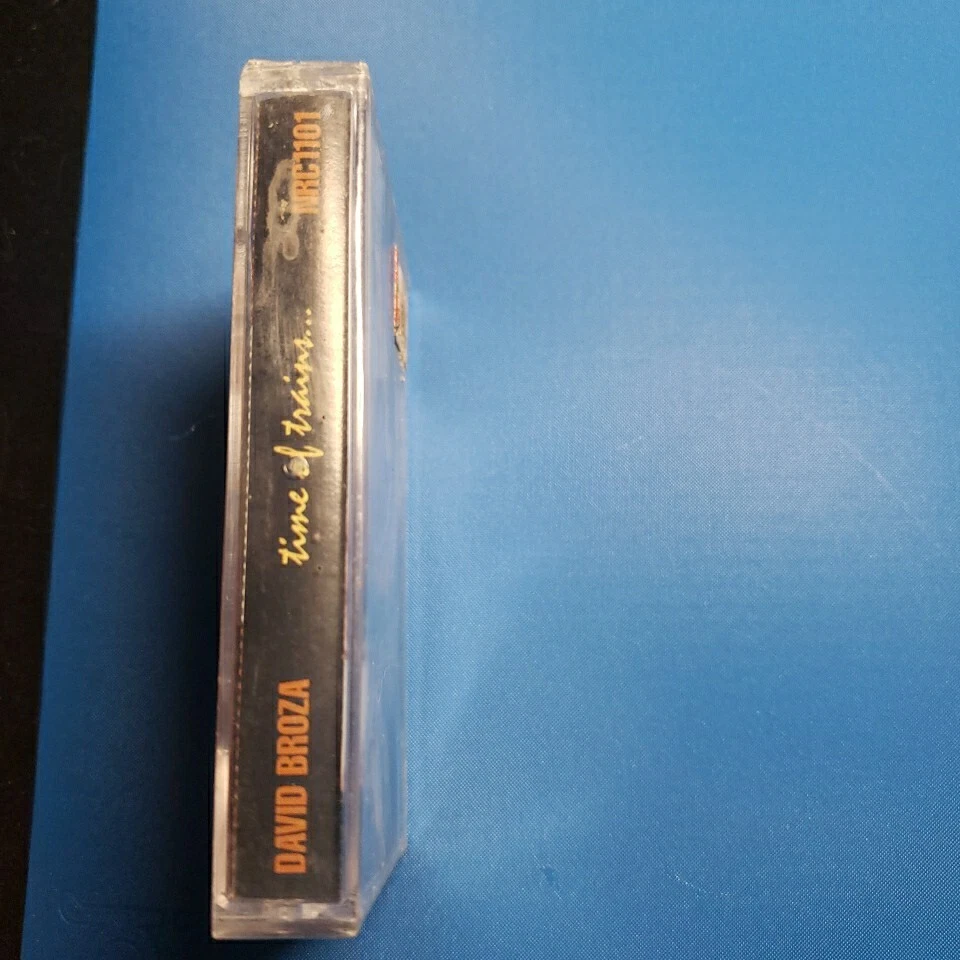 DAVID BROZA
time of trains...
NRC1101